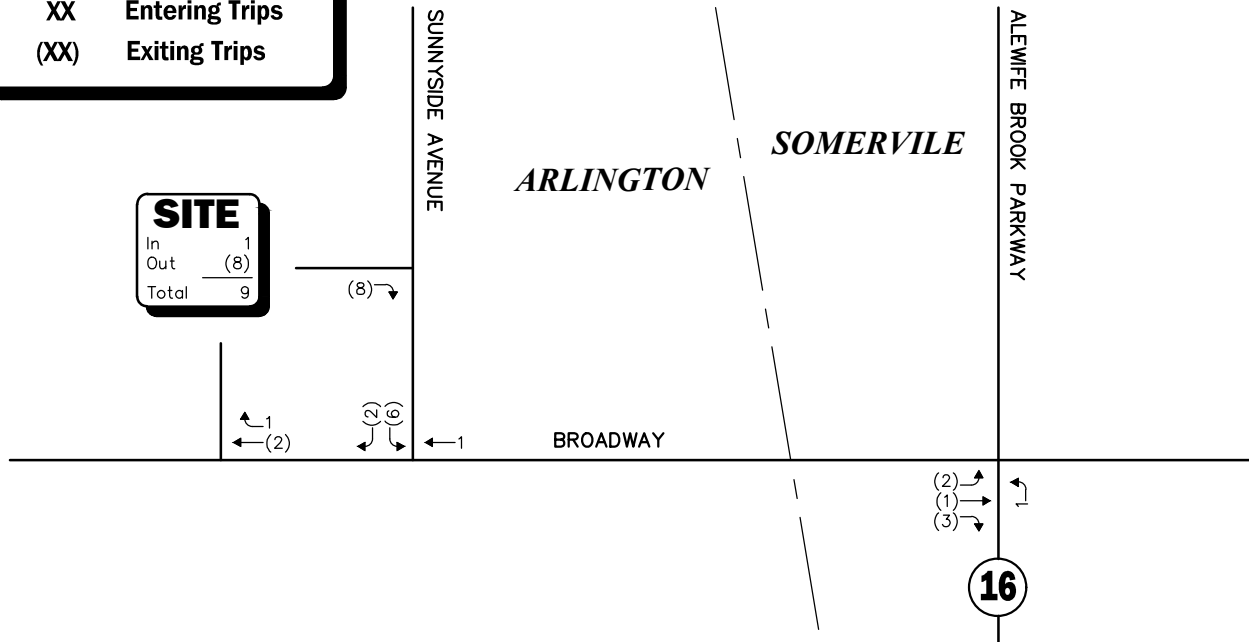 XX Entering Trips
(XX) Exiting Trips
SUNNYSIDE AVENUE
ALEWIFE BROOK PARKWAY
SOMERVILE
ARLINGTON
SITE
In 1
Out (8)
Total 9
(8)
1
(2)
(2)
(6)
1
BROADWAY
(2)
(1)
(3)
1
16